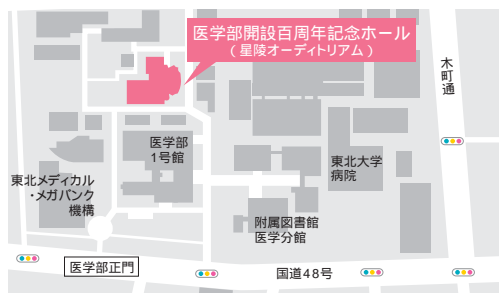 医学部開設百周年記念ホール
（星陵オーディトリアム）
木町通
医学部
1号館
東北大学
病院
東北メディカル
・メガバンク
機構
附属図書館
医学分館
医学部正門
国道48号